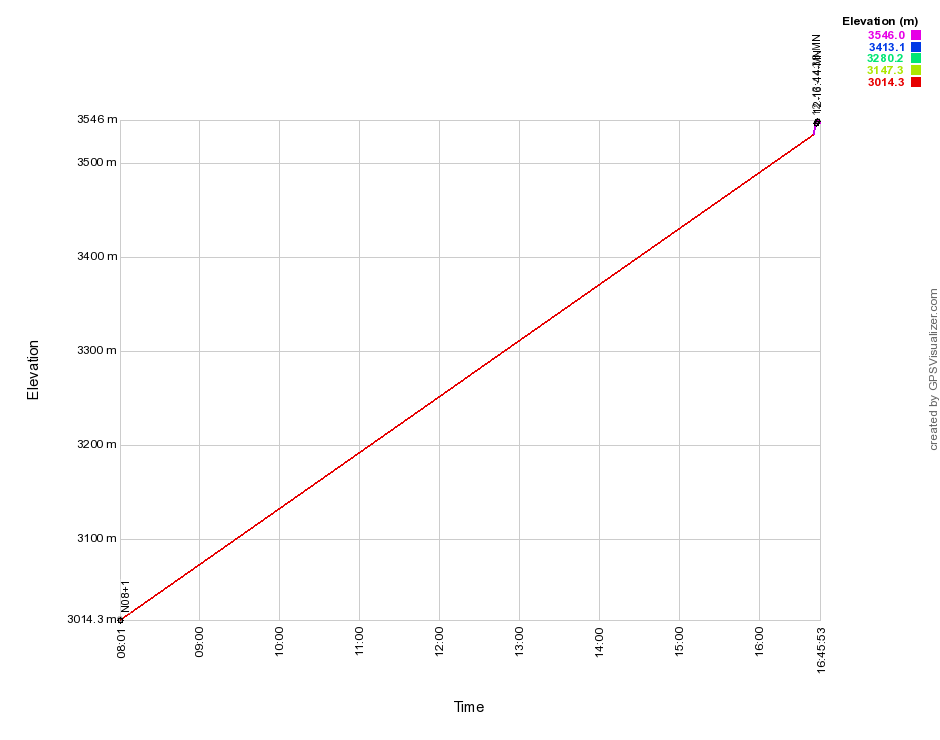 Elevation (m)
3546.0
3413.1
3280.2
3147.3
3014.3
3546 m
3500 m
3400 m
3300 m
3200 m
3100 m
3014.3 m
Elevation
N08+1
08:01
09:00
10:00
11:00
12:00
13:00
14:00
15:00
16:00
16:45:53
Time
created by GPSVisualizer.com